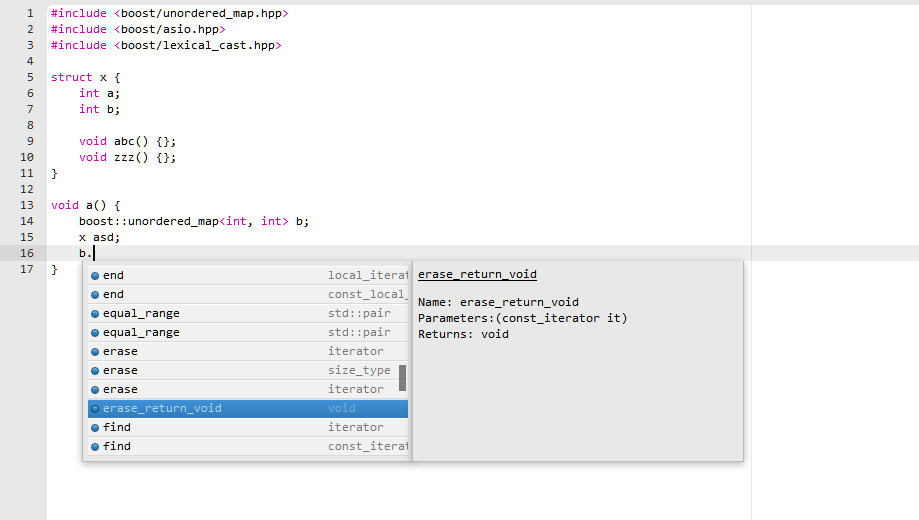 1 #include <boost/unordered_map.hpp>
2 #include <boost/asio.hpp>
3 #include <boost/lexical_cast.hpp>
4
5 struct x {
6     int a;
7     int b;
8
9     void abc() {};
10     void zzz() {};
11 }
12
13 void a() {
14     boost::unordered_map<int, int> b;
15     x asd;
16     b.
17 }
end local_iterat
end const_local_
equal_range std::pair
equal_range std::pair
erase iterator
erase size_type
erase iterator
erase_return_void void
find iterator
find const_iterat
erase_return_void
Name: erase_return_void
Parameters:(const_iterator it)
Returns: void